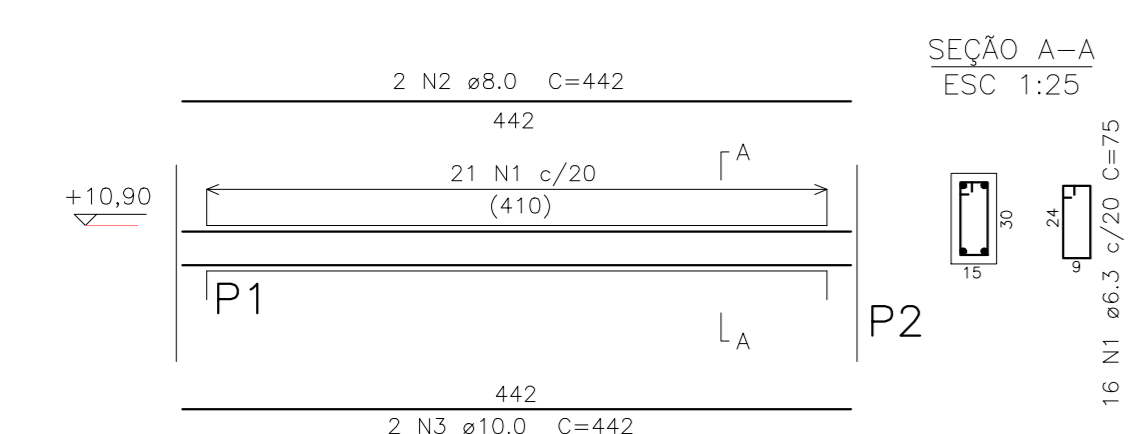 SEÇÃO A-A
ESC 1:25
2 N2 ø8.0 C=442
442
A
21 N1 c/20
(410)
+10,90
P1
P2
A
442
2 N3 ø10.0 C=442
30
15
24
9
16 N1 ø6.3 c/20 C=75